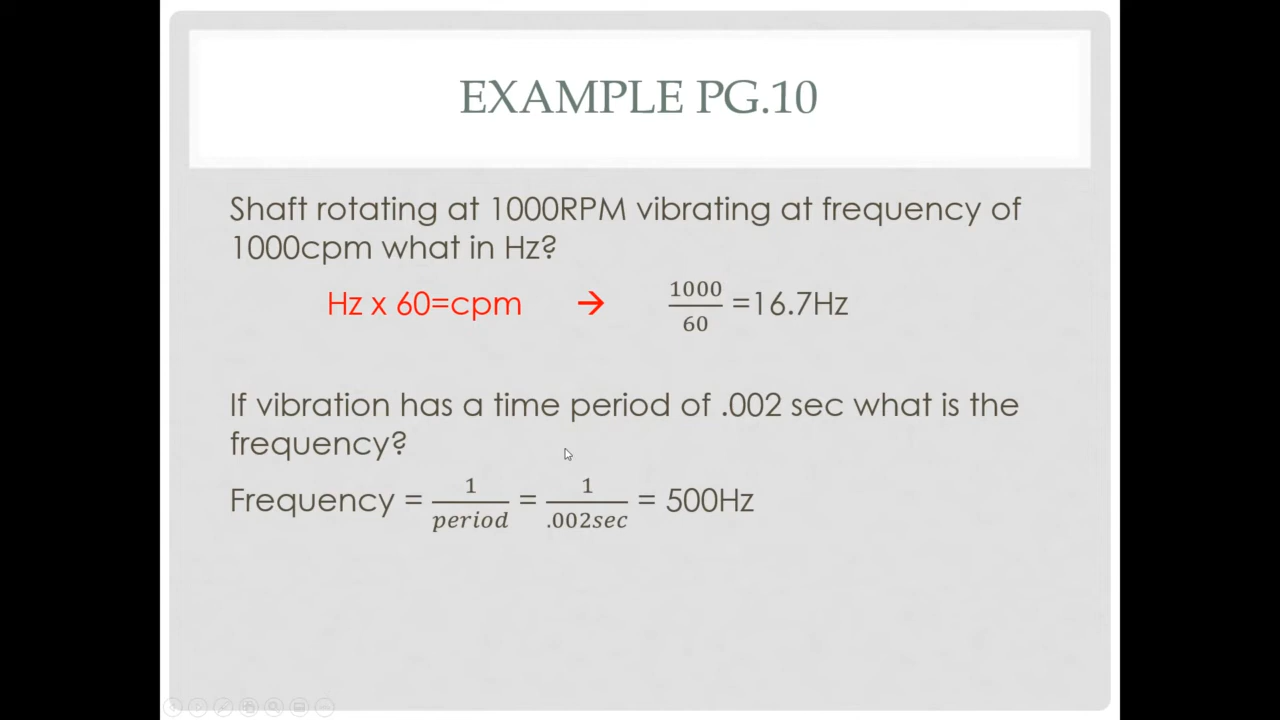 EXAMPLE PG.10
Shaft rotating at 1000RPM vibrating at frequency of
1000cpm what in Hz?
Hz x 60=cpm → 1000/60 =16.7Hz
If vibration has a time period of .002 sec what is the
frequency?
Frequency = 1/period = 1/.002sec = 500Hz